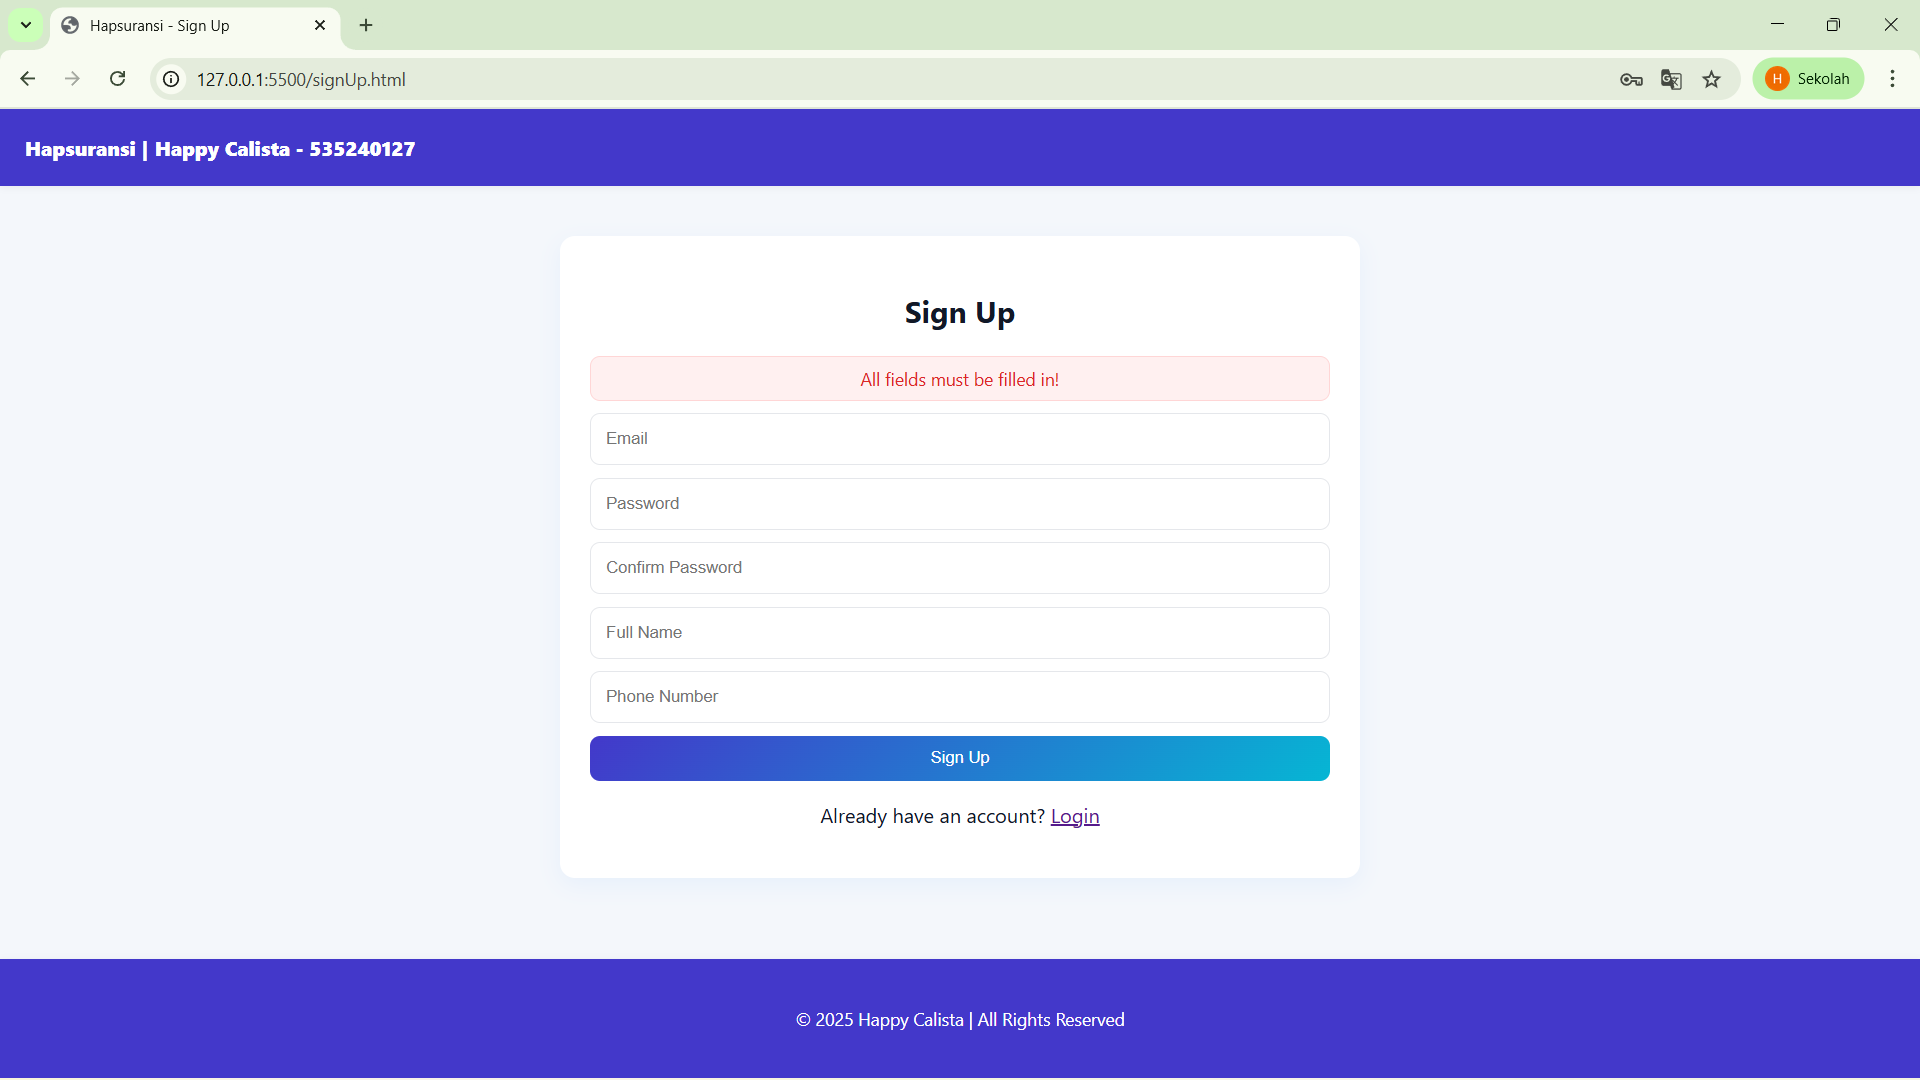 Hapsuransi - Sign Up
127.0.0.1:5500/signUp.html
H Sekolah
Hapsuransi | Happy Calista - 535240127
Sign Up
All fields must be filled in!
Email
Password
Confirm Password
Full Name
Phone Number
Sign Up
Already have an account? Login
© 2025 Happy Calista | All Rights Reserved